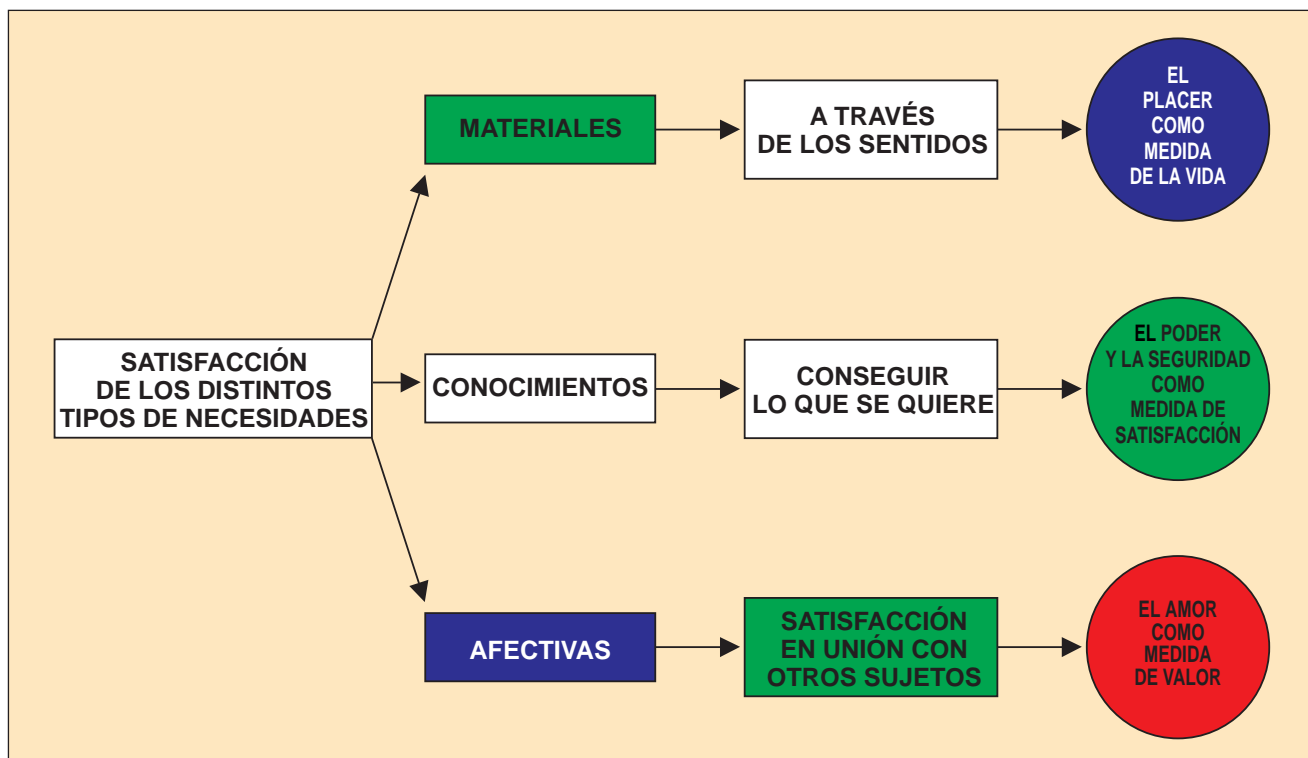 SATISFACCIÓN
DE LOS DISTINTOS
TIPOS DE NECESIDADES
MATERIALES
A TRAVÉS
DE LOS SENTIDOS
EL
PLACER
COMO
MEDIDA
DE LA VIDA
CONOCIMIENTOS
CONSEGUIR
LO QUE SE QUIERE
EL PODER
Y LA SEGURIDAD
COMO
MEDIDA DE
SATISFACCIÓN
AFECTIVAS
SATISFACCIÓN
EN UNIÓN CON
OTROS SUJETOS
EL AMOR
COMO
MEDIDA
DE VALOR